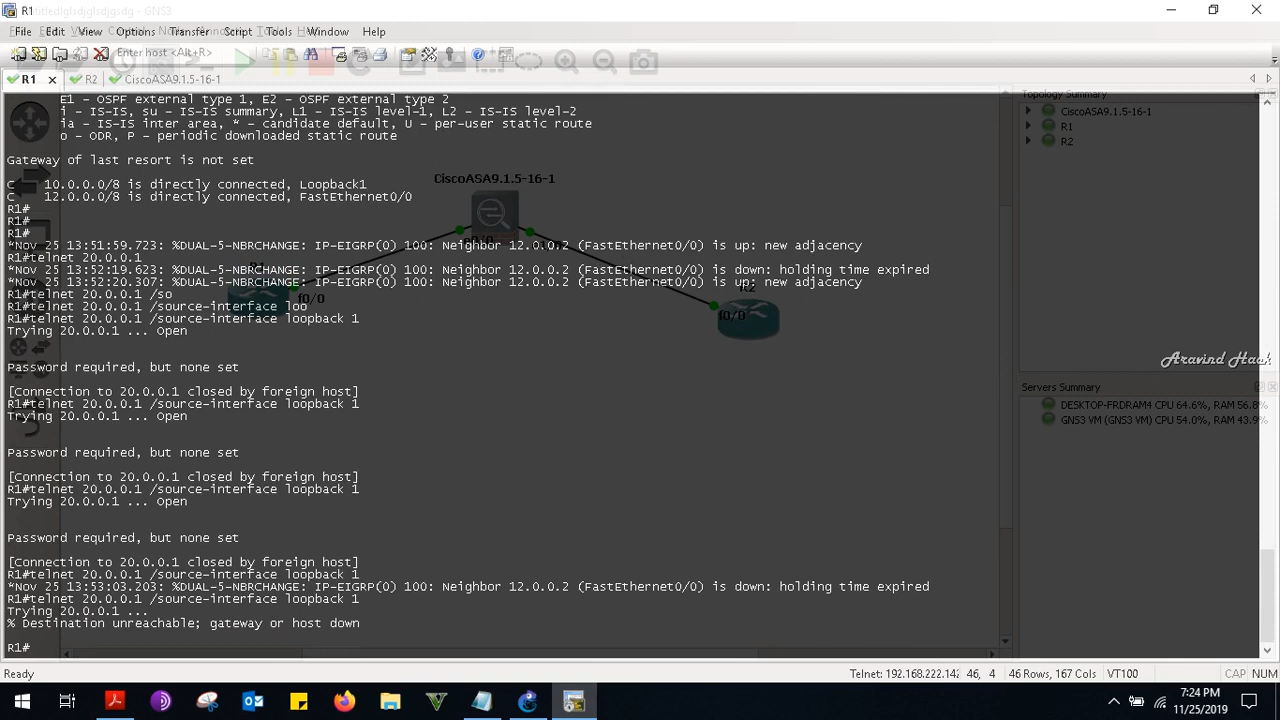 R1
GNS3
File Edit View Options Transfer Script Tools Window Help
Enter host <Alt+R>
R1 R2 CiscoASA9.1.5-16-1
E1 - OSPF external type 1, E2 - OSPF external type 2
i - IS-IS, su - IS-IS summary, L1 - IS-IS level-1, L2 - IS-IS level-2
ia - IS-IS inter area, * - candidate default, U - per-user static route
o - ODR, P - periodic downloaded static route
Gateway of last resort is not set
C 10.0.0.0/8 is directly connected, Loopback1
C 12.0.0.0/8 is directly connected, FastEthernet0/0
R1#
R1#
R1#
*Nov 25 13:51:59.723: %DUAL-5-NBRCHANGE: IP-EIGRP(0) 100: Neighbor 12.0.0.2 (FastEthernet0/0) is up: new adjacency
R1#telnet 20.0.0.1
*Nov 25 13:52:19.623: %DUAL-5-NBRCHANGE: IP-EIGRP(0) 100: Neighbor 12.0.0.2 (FastEthernet0/0) is down: holding time expired
*Nov 25 13:52:20.307: %DUAL-5-NBRCHANGE: IP-EIGRP(0) 100: Neighbor 12.0.0.2 (FastEthernet0/0) is up: new adjacency
R1#telnet 20.0.0.1 /so
R1#telnet 20.0.0.1 /source-interface loo
R1#telnet 20.0.0.1 /source-interface loopback 1
Trying 20.0.0.1 ... Open
Password required, but none set
[Connection to 20.0.0.1 closed by foreign host]
R1#telnet 20.0.0.1 /source-interface loopback 1
Trying 20.0.0.1 ... Open
Password required, but none set
[Connection to 20.0.0.1 closed by foreign host]
R1#telnet 20.0.0.1 /source-interface loopback 1
Trying 20.0.0.1 ... Open
Password required, but none set
[Connection to 20.0.0.1 closed by foreign host]
R1#telnet 20.0.0.1 /source-interface loopback 1
*Nov 25 13:53:03.203: %DUAL-5-NBRCHANGE: IP-EIGRP(0) 100: Neighbor 12.0.0.2 (FastEthernet0/0) is down: holding time expired
R1#telnet 20.0.0.1 /source-interface loopback 1
Trying 20.0.0.1 ...
% Destination unreachable; gateway or host down
R1#
CiscoASA9.1.5-16-1
R1
f0/0
R2
f0/0
Topology Summary
CiscoASA9.1.5-16-1
R1
R2
Aravind Haak
Servers Summary
DESKTOP-FRDRAM4 CPU 64.6%, RAM 56.8%
GNS3 VM (GNS3 VM) CPU 54.0%, RAM 43.9%
Ready Telnet: 192.168.222.142 46, 4 46 Rows, 167 Cols VT100 CAP NUM
7:24 PM
11/25/2019